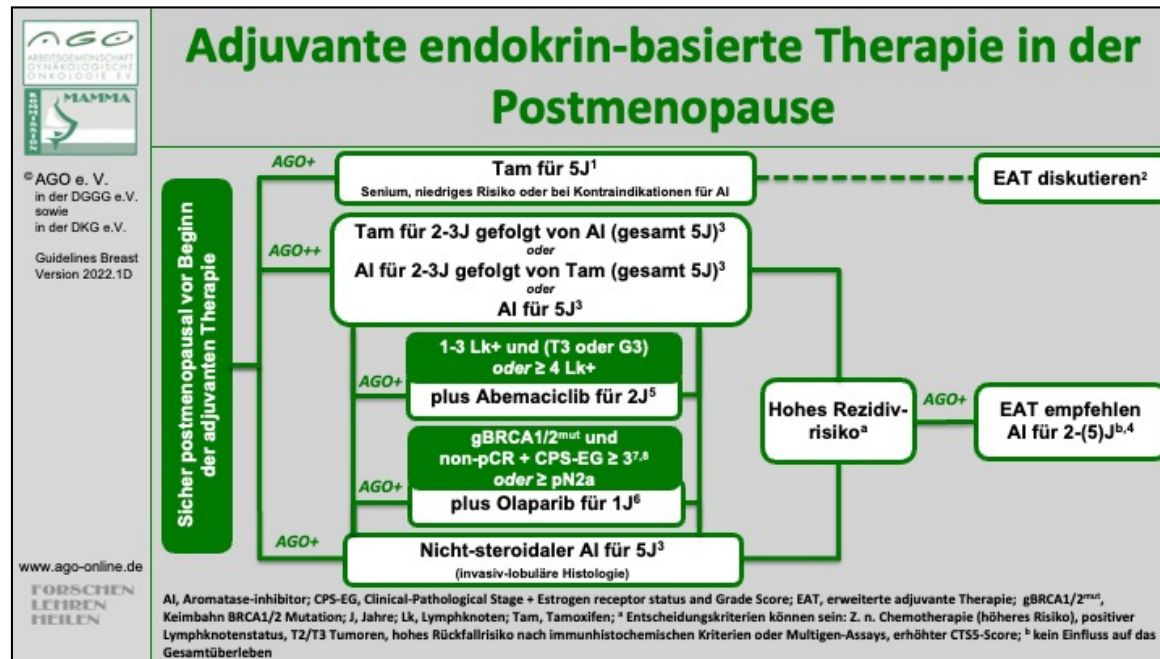 AGO
ARBEITSGEMEINSCHAFT
GYNÄKOLOGISCHE
ONKOLOGIE E.V.
KOMMISSION
MAMMA
© AGO e. V.
in der DGGG e.V.
sowie
in der DKG e.V.
Guidelines Breast
Version 2022.1D
www.ago-online.de
FORSCHEN
LEHREN
HEILEN
Adjuvante endokrin-basierte Therapie in der
Postmenopause
Sicher postmenopausal vor Beginn
der adjuvanten Therapie
AGO+
Tam für 5J¹
Senium, niedriges Risiko oder bei Kontraindikationen für AI
EAT diskutieren²
AGO++
Tam für 2-3J gefolgt von AI (gesamt 5J)³
oder
AI für 2-3J gefolgt von Tam (gesamt 5J)³
oder
AI für 5J³
1-3 Lk+ und (T3 oder G3)
oder ≥ 4 Lk+
AGO+
plus Abemaciclib für 2J⁵
gBRCA1/2ᵐᵘᵗ und
non-pCR + CPS-EG ≥ 3⁷,⁸
oder ≥ pN2a
AGO+
plus Olaparib für 1J⁶
AGO+
Nicht-steroidaler AI für 5J³
(invasiv-lobuläre Histologie)
Hohes Rezidiv-
risikoᵃ
AGO+
EAT empfehlen
AI für 2-(5)Jᵇ,⁴
AI, Aromatase-inhibitor; CPS-EG, Clinical-Pathological Stage + Estrogen receptor status and Grade Score; EAT, erweiterte adjuvante Therapie; gBRCA1/2ᵐᵘᵗ,
Keimbahn BRCA1/2 Mutation; J, Jahre; Lk, Lymphknoten; Tam, Tamoxifen; ᵃ Entscheidungskriterien können sein: Z. n. Chemotherapie (höheres Risiko), positiver
Lymphknotenstatus, T2/T3 Tumoren, hohes Rückfallrisiko nach immunhistochemischen Kriterien oder Multigen-Assays, erhöhter CTS5-Score; ᵇ kein Einfluss auf das
Gesamtüberleben